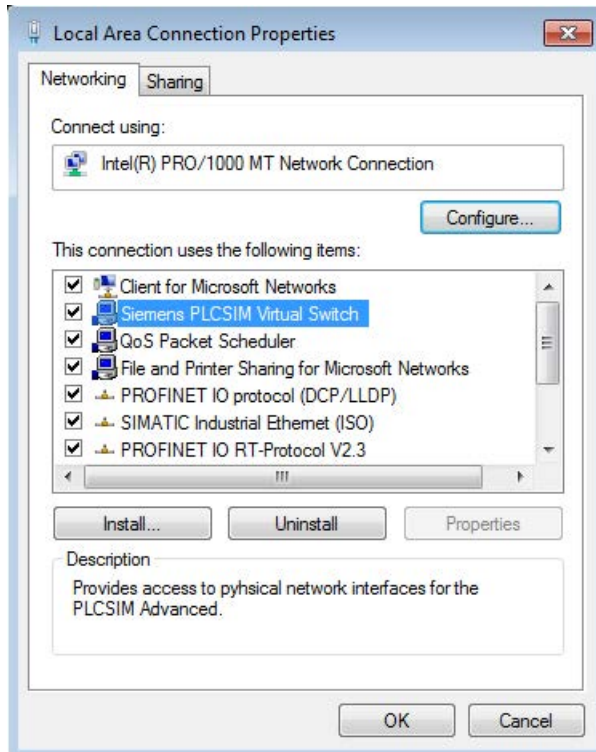 Local Area Connection Properties
Networking
Sharing
Connect using:
Intel(R) PRO/1000 MT Network Connection
Configure...
This connection uses the following items:
Client for Microsoft Networks
Siemens PLCSIM Virtual Switch
QoS Packet Scheduler
File and Printer Sharing for Microsoft Networks
PROFINET IO protocol (DCP/LLDP)
SIMATIC Industrial Ethernet (ISO)
PROFINET IO RT-Protocol V2.3
Install...
Uninstall
Properties
Description
Provides access to pyhsical network interfaces for the
PLCSIM Advanced.
OK
Cancel